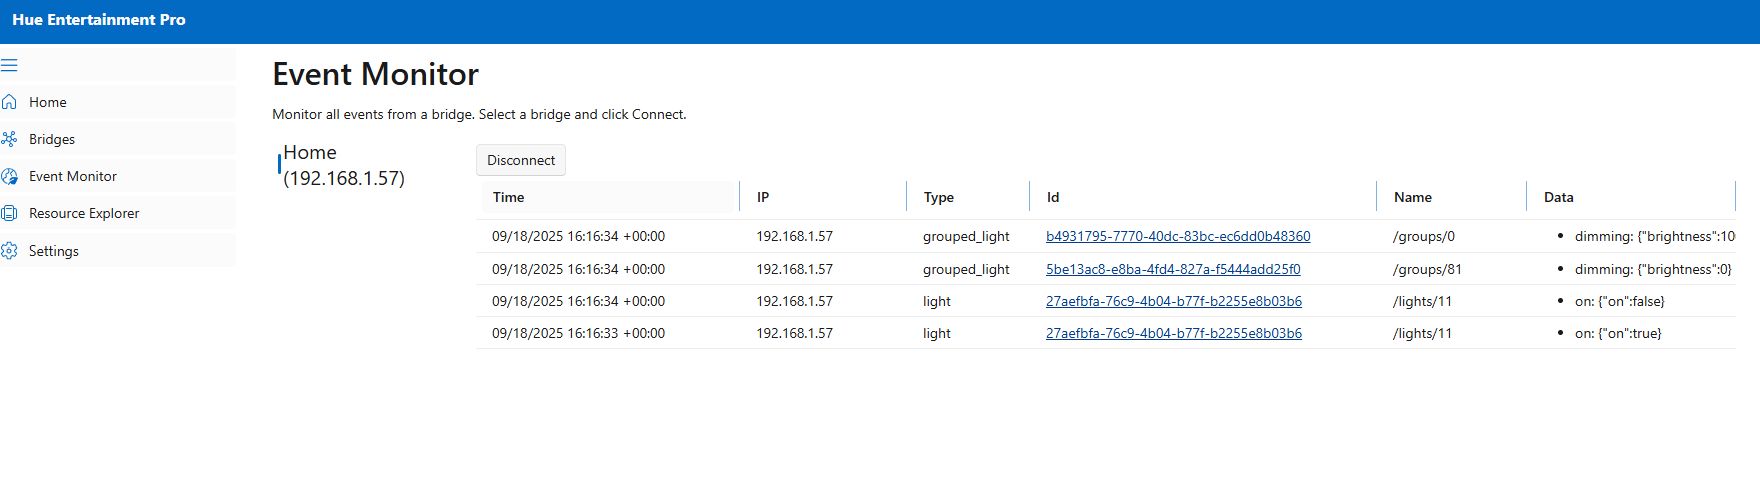 Hue Entertainment Pro
Home
Bridges
Event Monitor
Resource Explorer
Settings
Event Monitor
Monitor all events from a bridge. Select a bridge and click Connect.
Home
(192.168.1.57)
Disconnect
Time IP Type Id Name Data
09/18/2025 16:16:34 +00:00 192.168.1.57 grouped_light b4931795-7770-40dc-83bc-ec6dd0b48360 /groups/0 • dimming: {"brightness":10
09/18/2025 16:16:34 +00:00 192.168.1.57 grouped_light 5be13ac8-e8ba-4fd4-827a-f5444add25f0 /groups/81 • dimming: {"brightness":0}
09/18/2025 16:16:34 +00:00 192.168.1.57 light 27aefbfa-76c9-4b04-b77f-b2255e8b03b6 /lights/11 • on: {"on":false}
09/18/2025 16:16:33 +00:00 192.168.1.57 light 27aefbfa-76c9-4b04-b77f-b2255e8b03b6 /lights/11 • on: {"on":true}